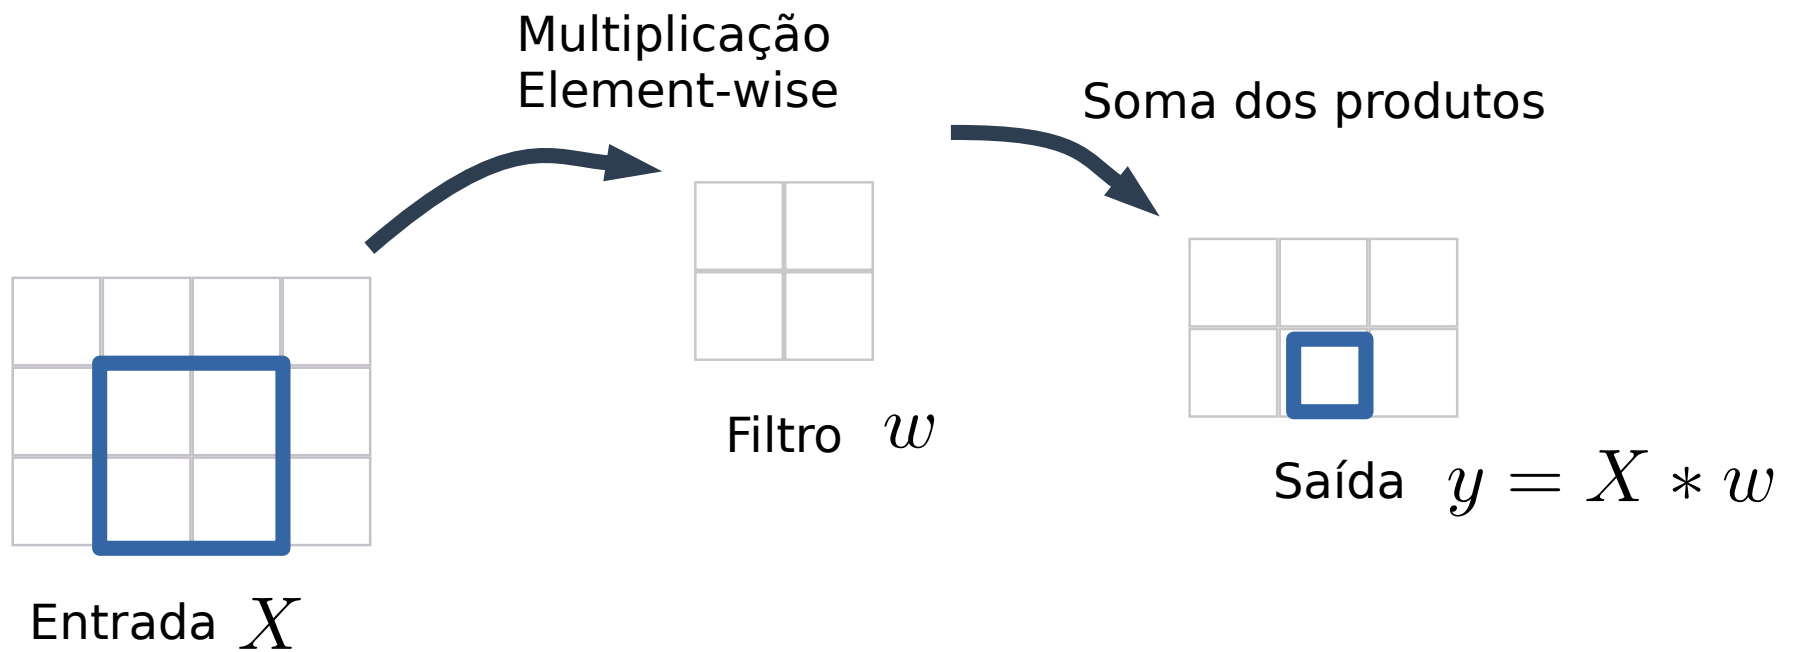 Multiplicação
Element-wise
Soma dos produtos
Filtro w
Saída y = X * w
Entrada X